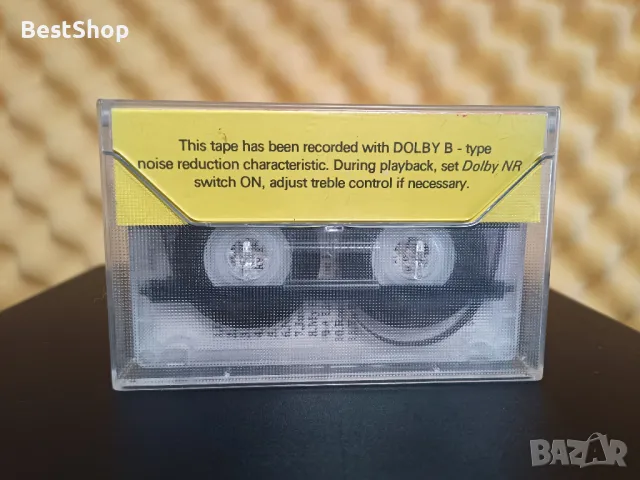 BestShop
This tape has been recorded with DOLBY B - type
noise reduction characteristic. During playback, set Dolby NR
switch ON, adjust treble control if necessary.
BAZAR